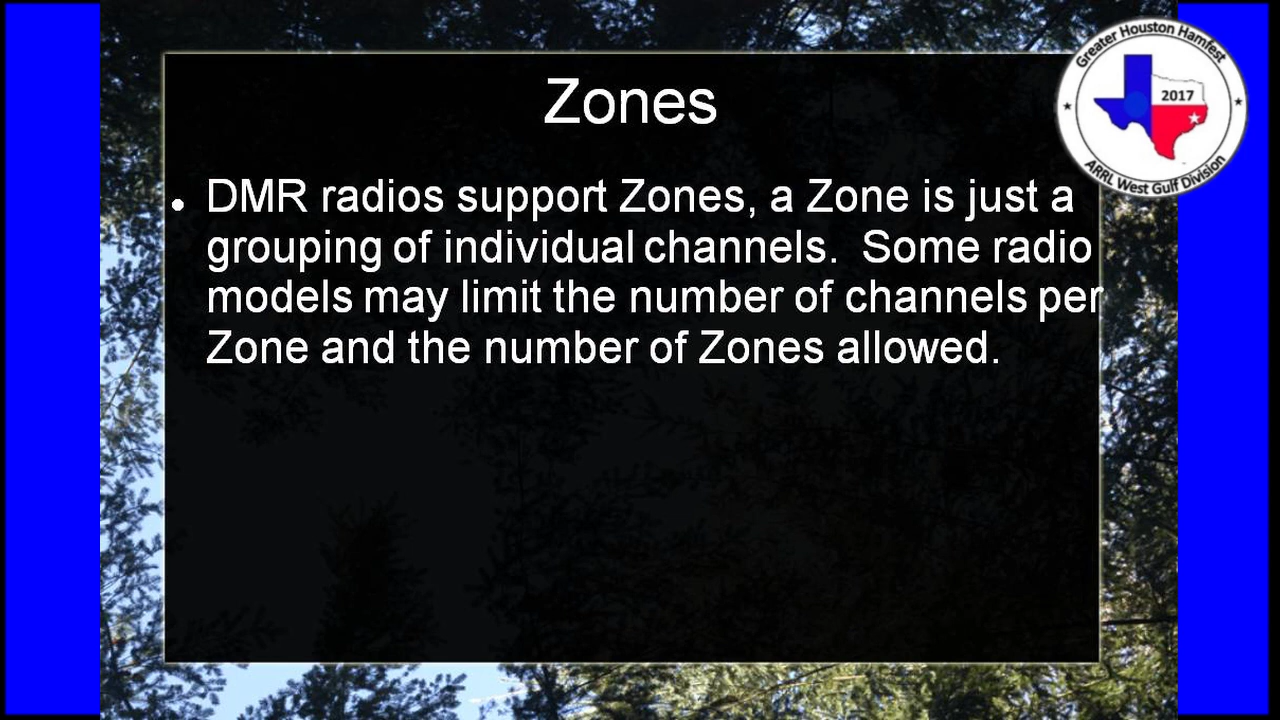 Zones
Greater Houston Hamfest
2017
ARRL West Gulf Division
• DMR radios support Zones, a Zone is just a
grouping of individual channels.  Some radio
models may limit the number of channels per
Zone and the number of Zones allowed.